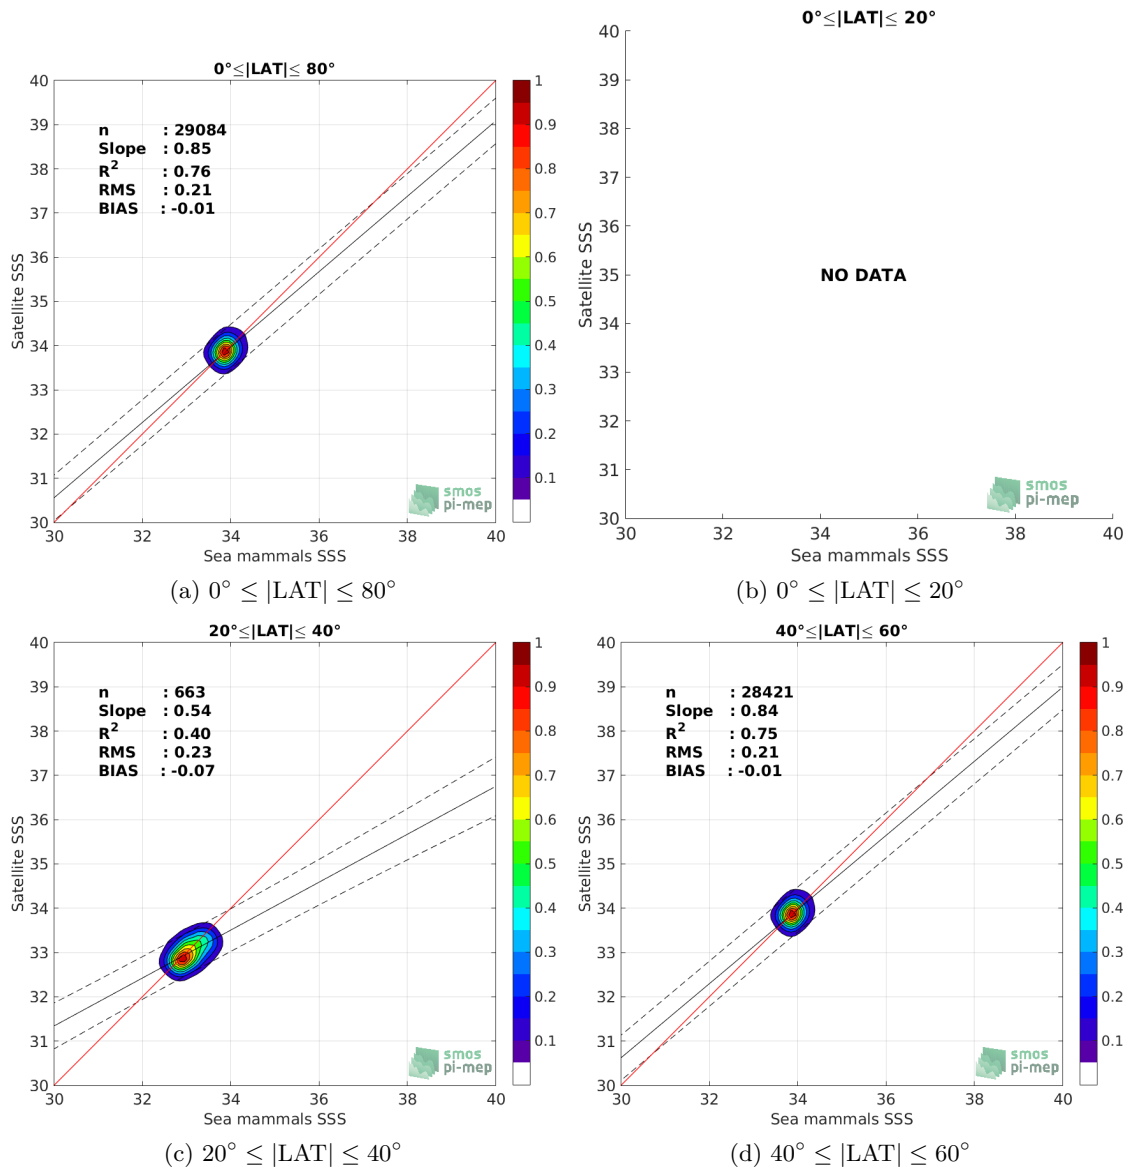 0°≤|LAT|≤ 80°
n : 29084
Slope : 0.85
R² : 0.76
RMS : 0.21
BIAS : -0.01
40
39
38
37
36
35
34
33
32
31
30
30 32 34 36 38 40
Satellite SSS
Sea mammals SSS
smos
pi-mep
1
0.9
0.8
0.7
0.6
0.5
0.4
0.3
0.2
0.1
(a) 0° ≤ |LAT| ≤ 80°
0°≤|LAT|≤ 20°
NO DATA
40
39
38
37
36
35
34
33
32
31
30
30 32 34 36 38 40
Satellite SSS
Sea mammals SSS
smos
pi-mep
(b) 0° ≤ |LAT| ≤ 20°
20°≤|LAT|≤ 40°
n : 663
Slope : 0.54
R² : 0.40
RMS : 0.23
BIAS : -0.07
40
39
38
37
36
35
34
33
32
31
30
30 32 34 36 38 40
Satellite SSS
Sea mammals SSS
smos
pi-mep
1
0.9
0.8
0.7
0.6
0.5
0.4
0.3
0.2
0.1
(c) 20° ≤ |LAT| ≤ 40°
40°≤|LAT|≤ 60°
n : 28421
Slope : 0.84
R² : 0.75
RMS : 0.21
BIAS : -0.01
40
39
38
37
36
35
34
33
32
31
30
30 32 34 36 38 40
Satellite SSS
Sea mammals SSS
smos
pi-mep
1
0.9
0.8
0.7
0.6
0.5
0.4
0.3
0.2
0.1
(d) 40° ≤ |LAT| ≤ 60°